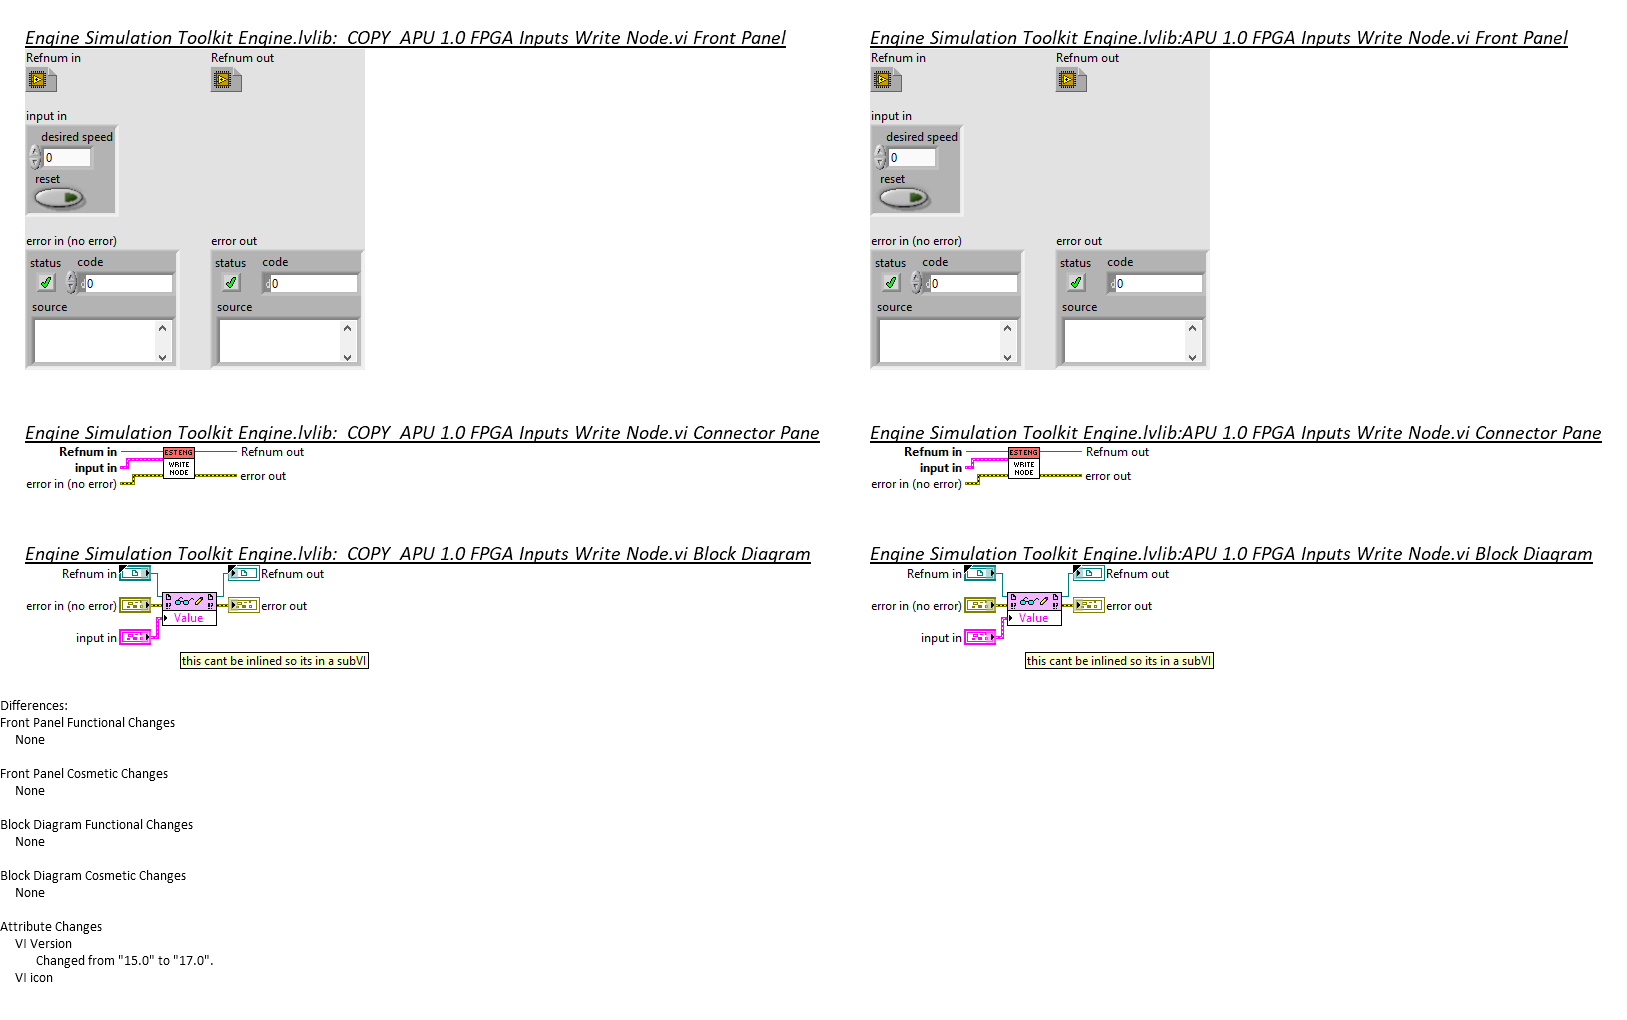 Engine Simulation Toolkit Engine.lvlib:  COPY  APU 1.0 FPGA Inputs Write Node.vi Front Panel
Refnum in
Refnum out
input in
desired speed
0
reset
error in (no error)
error out
status
code
d0
status
code
d0
source
source
Engine Simulation Toolkit Engine.lvlib:APU 1.0 FPGA Inputs Write Node.vi Front Panel
Refnum in
Refnum out
input in
desired speed
0
reset
error in (no error)
error out
status
code
d0
status
code
d0
source
source
Engine Simulation Toolkit Engine.lvlib:  COPY  APU 1.0 FPGA Inputs Write Node.vi Connector Pane
Refnum in
input in
error in (no error)
EST ENG
WRITE
NODE
Refnum out
error out
Engine Simulation Toolkit Engine.lvlib:APU 1.0 FPGA Inputs Write Node.vi Connector Pane
Refnum in
input in
error in (no error)
EST ENG
WRITE
NODE
Refnum out
error out
Engine Simulation Toolkit Engine.lvlib:  COPY  APU 1.0 FPGA Inputs Write Node.vi Block Diagram
Refnum in
Refnum out
error in (no error)
error out
!?
!?
Value
input in
this cant be inlined so its in a subVI
Engine Simulation Toolkit Engine.lvlib:APU 1.0 FPGA Inputs Write Node.vi Block Diagram
Refnum in
Refnum out
error in (no error)
error out
!?
!?
Value
input in
this cant be inlined so its in a subVI
Differences:
Front Panel Functional Changes
None
Front Panel Cosmetic Changes
None
Block Diagram Functional Changes
None
Block Diagram Cosmetic Changes
None
Attribute Changes
VI Version
Changed from "15.0" to "17.0".
VI icon